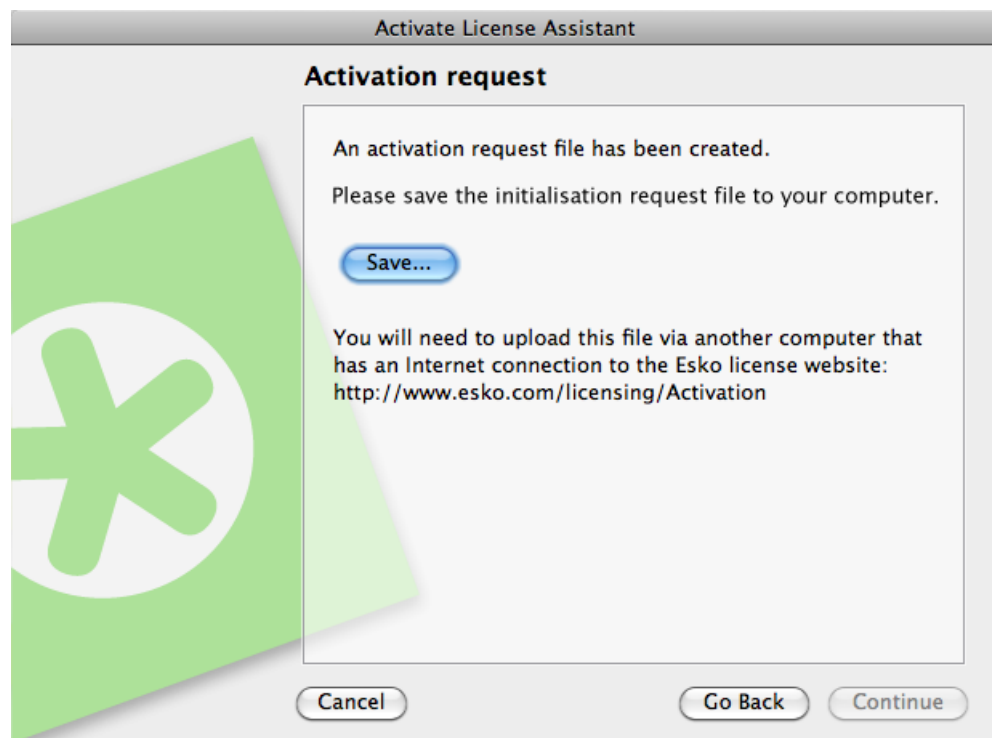 Activate License Assistant
Activation request
An activation request file has been created.
Please save the initialisation request file to your computer.
Save...
You will need to upload this file via another computer that
has an Internet connection to the Esko license website:
http://www.esko.com/licensing/Activation
Cancel
Go Back
Continue